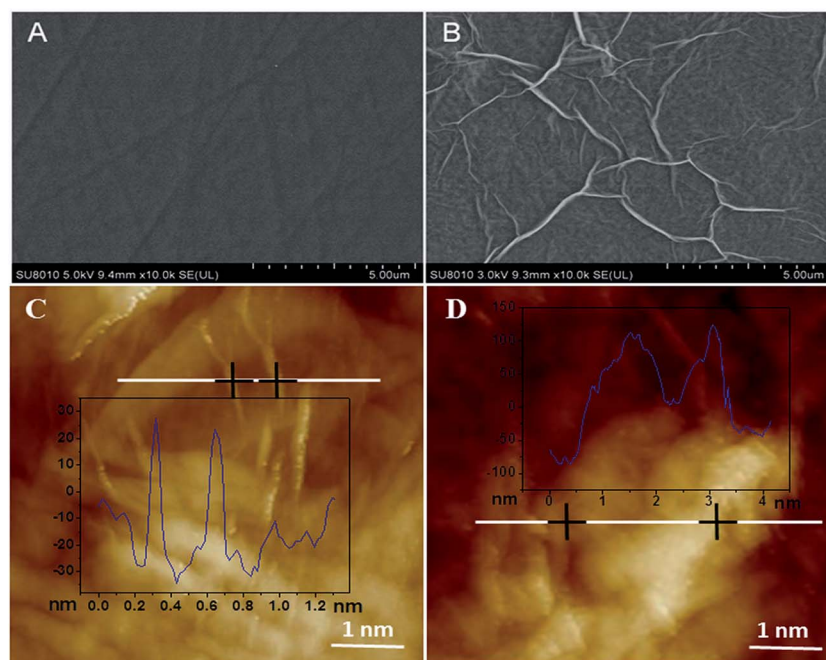 A
B
SU8010 5.0kV 9.4mm x10.0k SE(UL)
5.00um
SU8010 3.0kV 9.3mm x10.0k SE(UL)
5.00um
C
D
30
20
10
0
-10
-20
-30
nm
0.0
0.2
0.4
0.6
0.8
1.0
1.2
nm
1 nm
150
100
50
0
-50
-100
nm
0
1
2
3
4
nm
1 nm